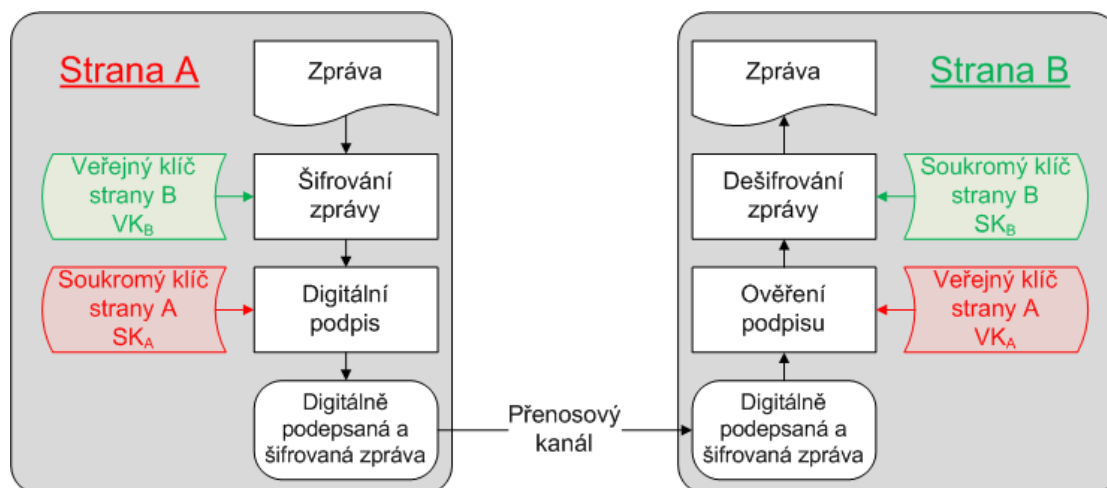 Strana A
Zpráva
Veřejný klíč
strany B
VKB
Šifrování
zprávy
Soukromý klíč
strany A
SKA
Digitální
podpis
Digitálně
podepsaná a
šifrovaná zpráva
Přenosový
kanál
Strana B
Zpráva
Dešifrování
zprávy
Soukromý klíč
strany B
SKB
Ověření
podpisu
Veřejný klíč
strany A
VKA
Digitálně
podepsaná a
šifrovaná zpráva